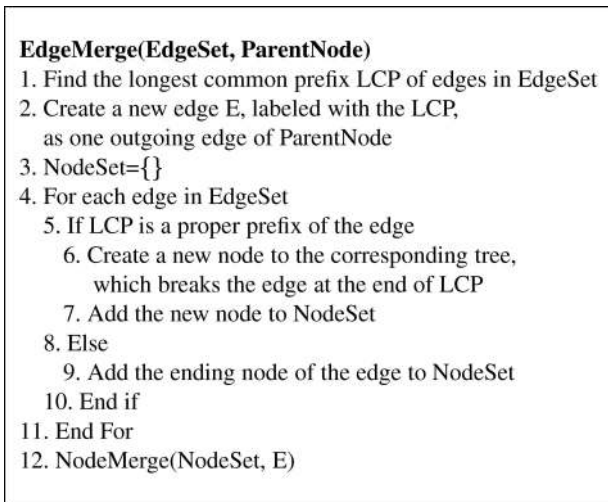 EdgeMerge(EdgeSet, ParentNode)
1. Find the longest common prefix LCP of edges in EdgeSet
2. Create a new edge E, labeled with the LCP,
as one outgoing edge of ParentNode
3. NodeSet={}
4. For each edge in EdgeSet
5. If LCP is a proper prefix of the edge
6. Create a new node to the corresponding tree,
which breaks the edge at the end of LCP
7. Add the new node to NodeSet
8. Else
9. Add the ending node of the edge to NodeSet
10. End if
11. End For
12. NodeMerge(NodeSet, E)